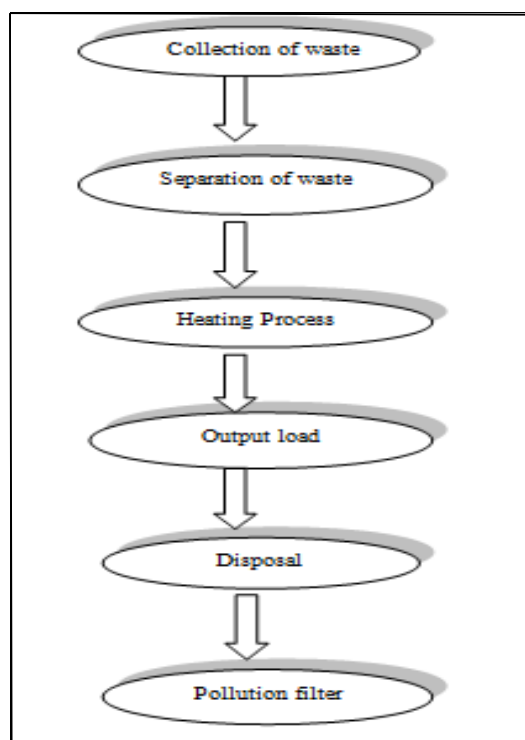 Collection of waste
Separation of waste
Heating Process
Output load
Disposal
Pollution filter